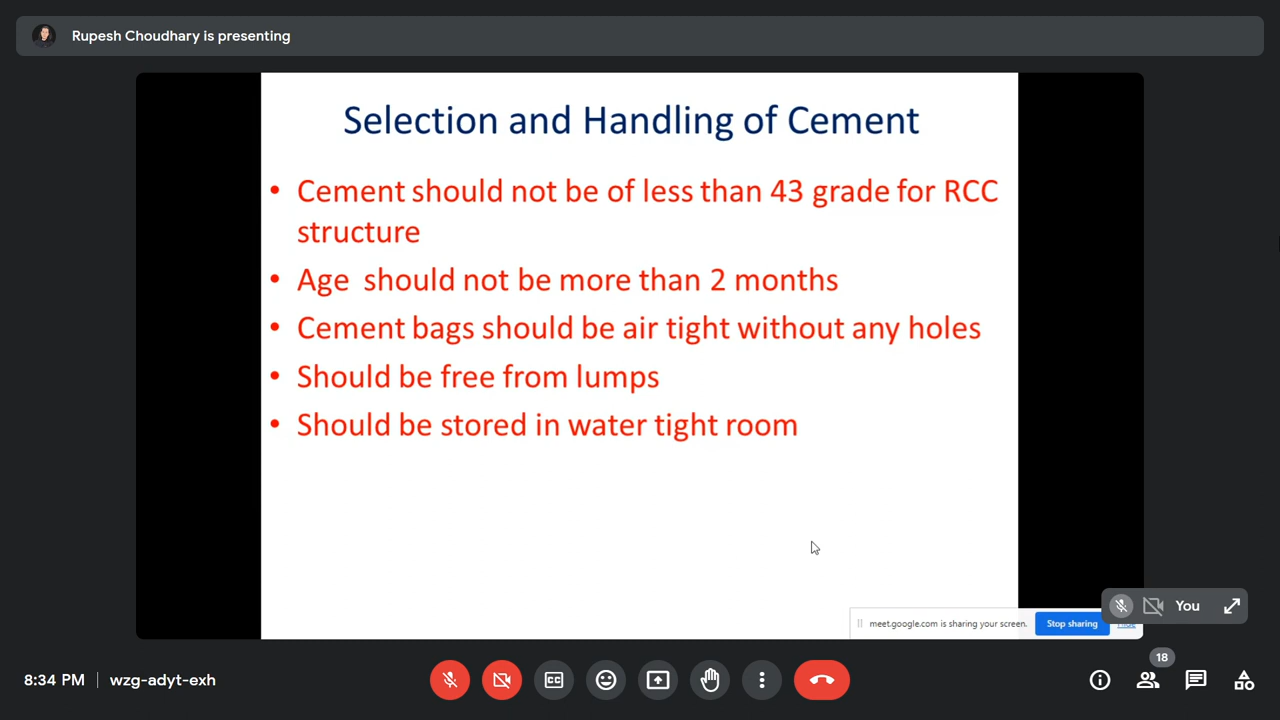 Rupesh Choudhary is presenting
Selection and Handling of Cement
• Cement should not be of less than 43 grade for RCC
structure
• Age should not be more than 2 months
• Cement bags should be air tight without any holes
• Should be free from lumps
• Should be stored in water tight room
You
meet.google.com is sharing your screen. Stop sharing
18
8:34 PM | wzg-adyt-exh
CC